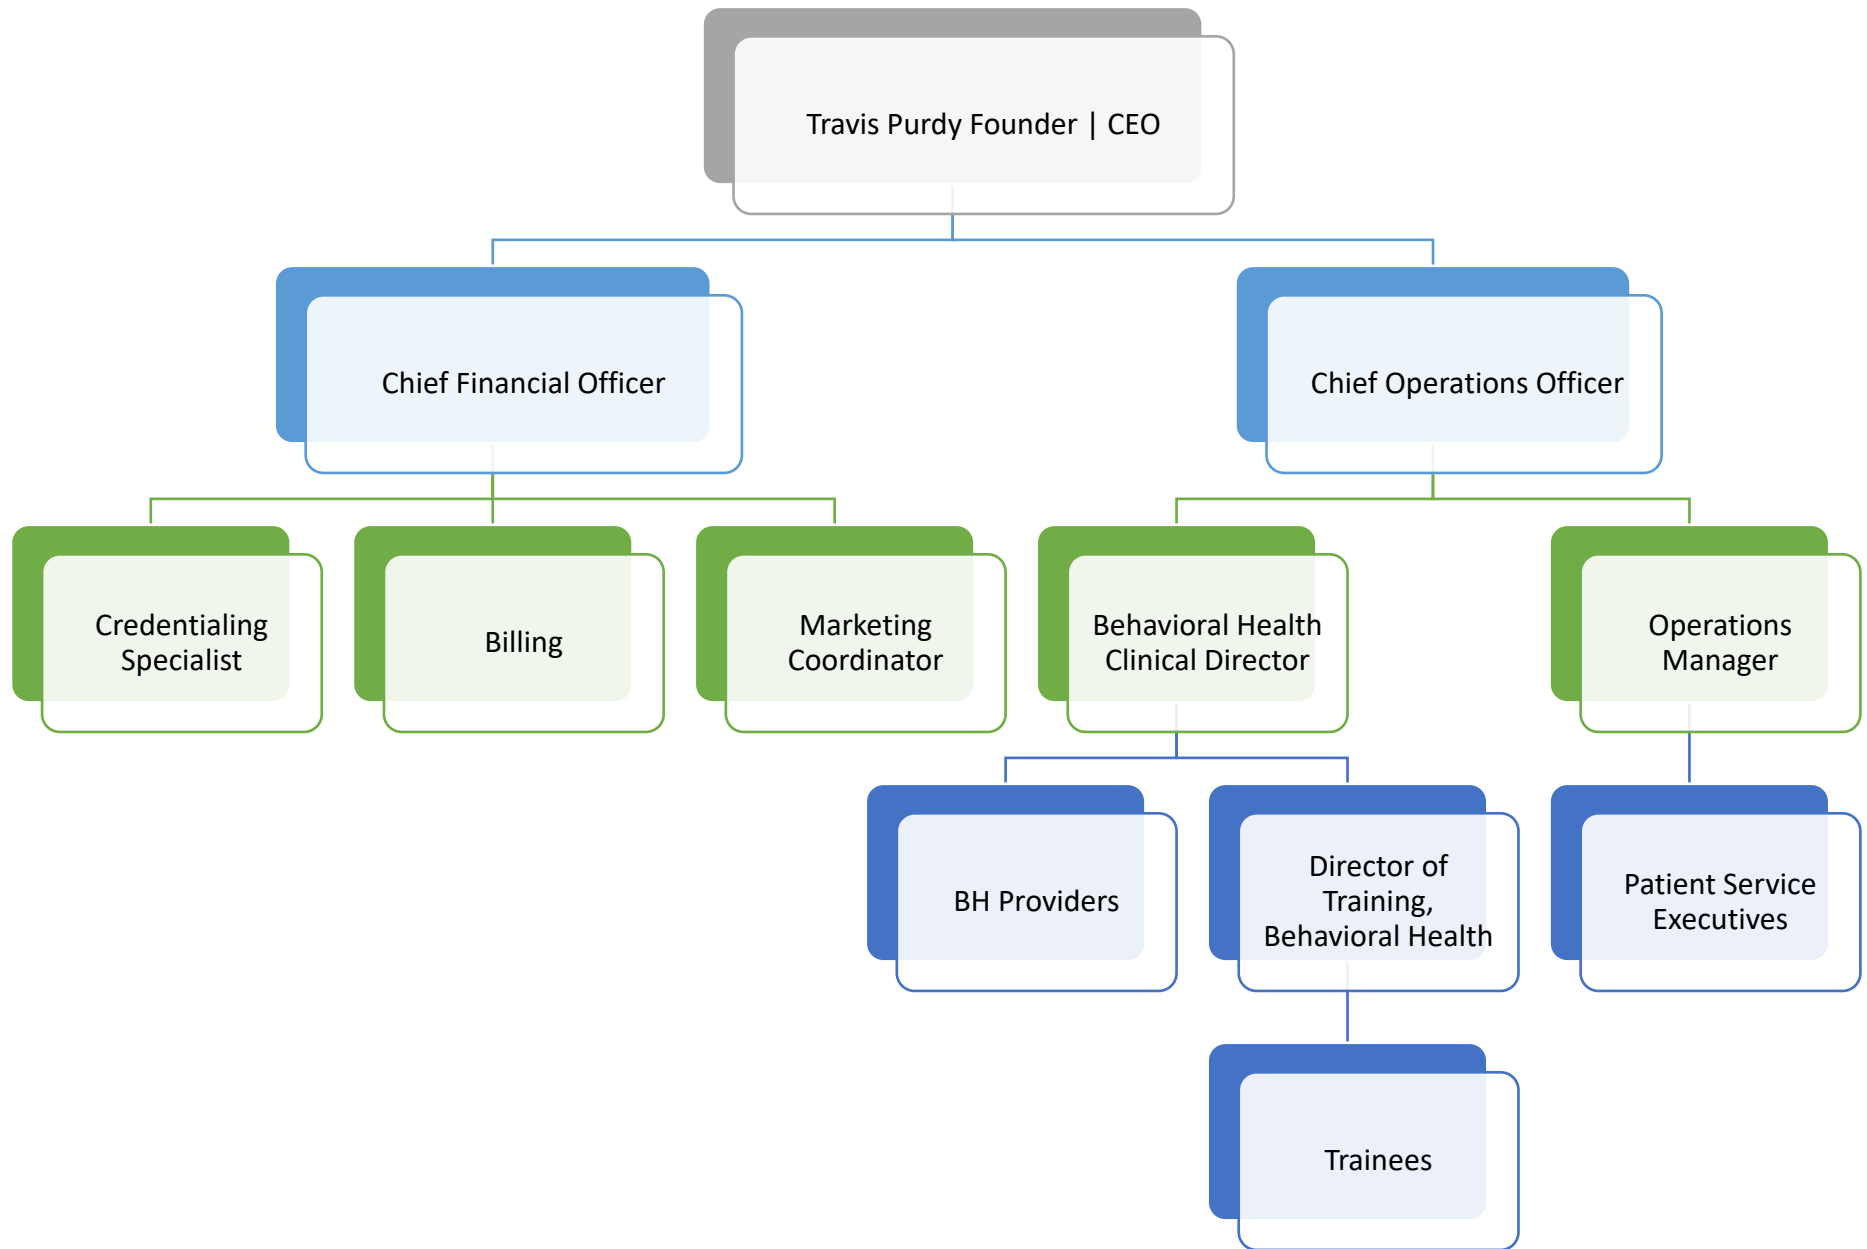 Travis Purdy Founder | CEO
Chief Financial Officer
Chief Operations Officer
Credentialing
Specialist
Billing
Marketing
Coordinator
Behavioral Health
Clinical Director
Operations
Manager
BH Providers
Director of
Training,
Behavioral Health
Patient Service
Executives
Trainees